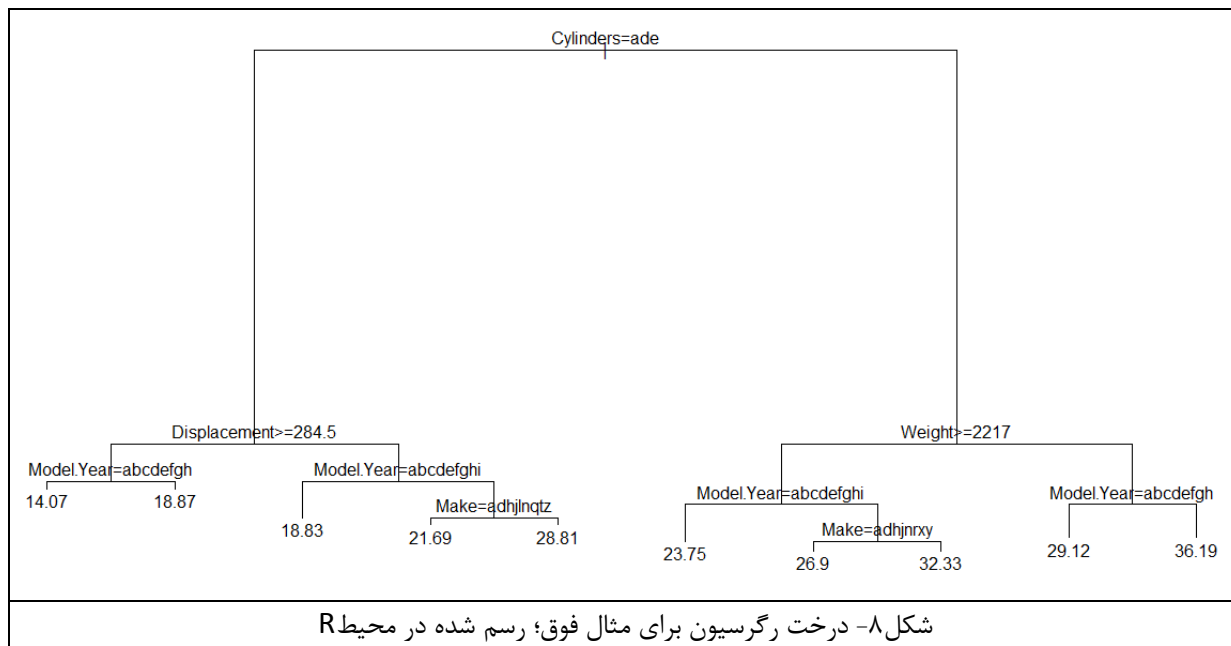 Cylinders=ade
Displacement>=284.5
Weight>=2217
Model.Year=abcdefgh
Model.Year=abcdefghi
Model.Year=abcdefghi
Model.Year=abcdefgh
14.07
18.87
18.83
Make=adhjlnqtz
21.69
28.81
23.75
Make=adhjnrxy
26.9
32.33
29.12
36.19
شکل۸- درخت رگرسیون برای مثال فوق؛ رسم شده در محیط R